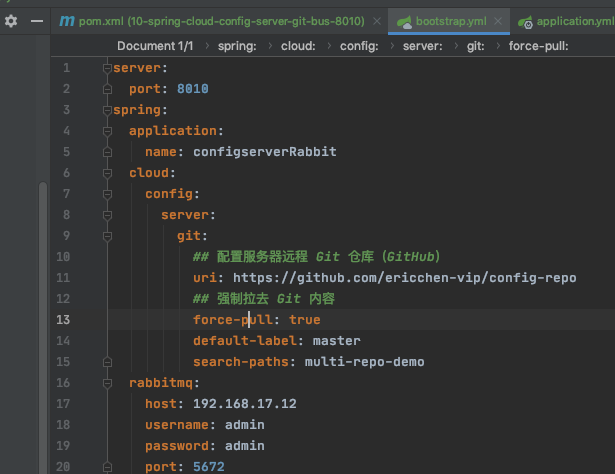 pom.xml (10-spring-cloud-config-server-git-bus-8010)
bootstrap.yml
application.yml
Document 1/1 › spring: › cloud: › config: › server: › git: › force-pull:
1 server:
2 port: 8010
3 spring:
4 application:
5 name: configserverRabbit
6 cloud:
7 config:
8 server:
9 git:
10 ## 配置服务器远程 Git 仓库（GitHub）
11 uri: https://github.com/ericchen-vip/config-repo
12 ## 强制拉去 Git 内容
13 force-pull: true
14 default-label: master
15 search-paths: multi-repo-demo
16 rabbitmq:
17 host: 192.168.17.12
18 username: admin
19 password: admin
20 port: 5672